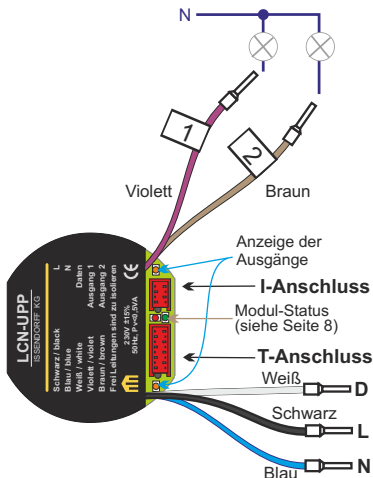 N
1
2
Violett
Braun
Anzeige der
Ausgänge
I-Anschluss
Modul-Status
(siehe Seite 8)
T-Anschluss
Weiß
D
Schwarz
L
Blau
N
LCN-UPP
ISSENDORFF KG
Schwarz / black L
Blau / blue N
Weiß / white Daten
Violett / violet Ausgang 1
Braun / brown Ausgang 2
Frei Leitungen sind zu isolieren
230V ±15%
50Hz, Pv<0,5VA
CE